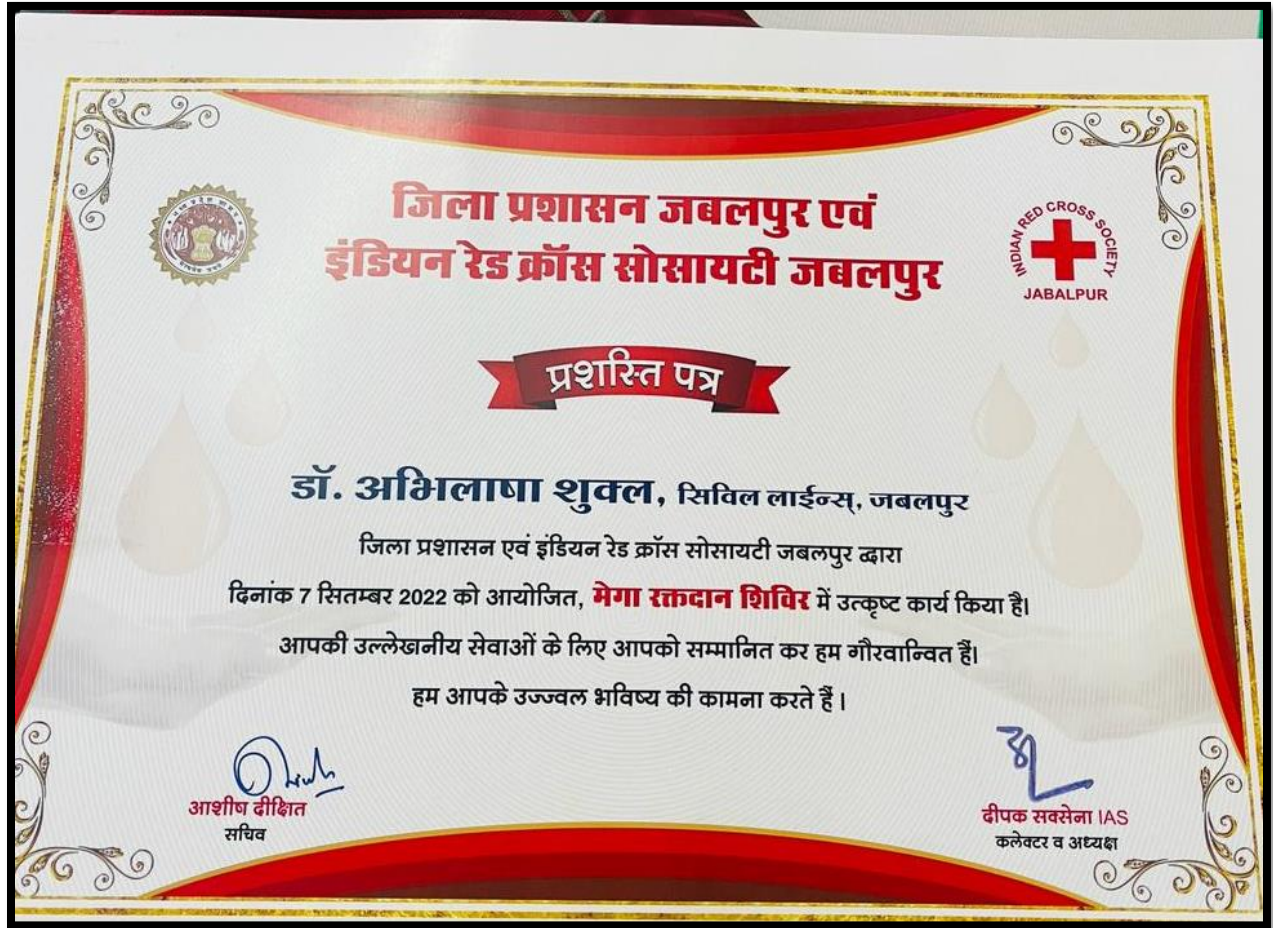 जिला प्रशासन जबलपुर एवं
इंडियन रेड क्रॉस सोसायटी जबलपुर
INDIAN RED CROSS SOCIETY
JABALPUR
प्रशस्ति पत्र
डॉ. अभिलाषा शुक्ल, सिविल लाईन्स्, जबलपुर
जिला प्रशासन एवं इंडियन रेड क्रॉस सोसायटी जबलपुर द्वारा
दिनांक 7 सितम्बर 2022 को आयोजित, मेगा रक्तदान शिविर में उत्कृष्ट कार्य किया है।
आपकी उल्लेखनीय सेवाओं के लिए आपको सम्मानित कर हम गौरवान्वित हैं।
हम आपके उज्ज्वल भविष्य की कामना करते हैं।
आशीष दीक्षित
सचिव
दीपक सक्सेना IAS
कलेक्टर व अध्यक्ष